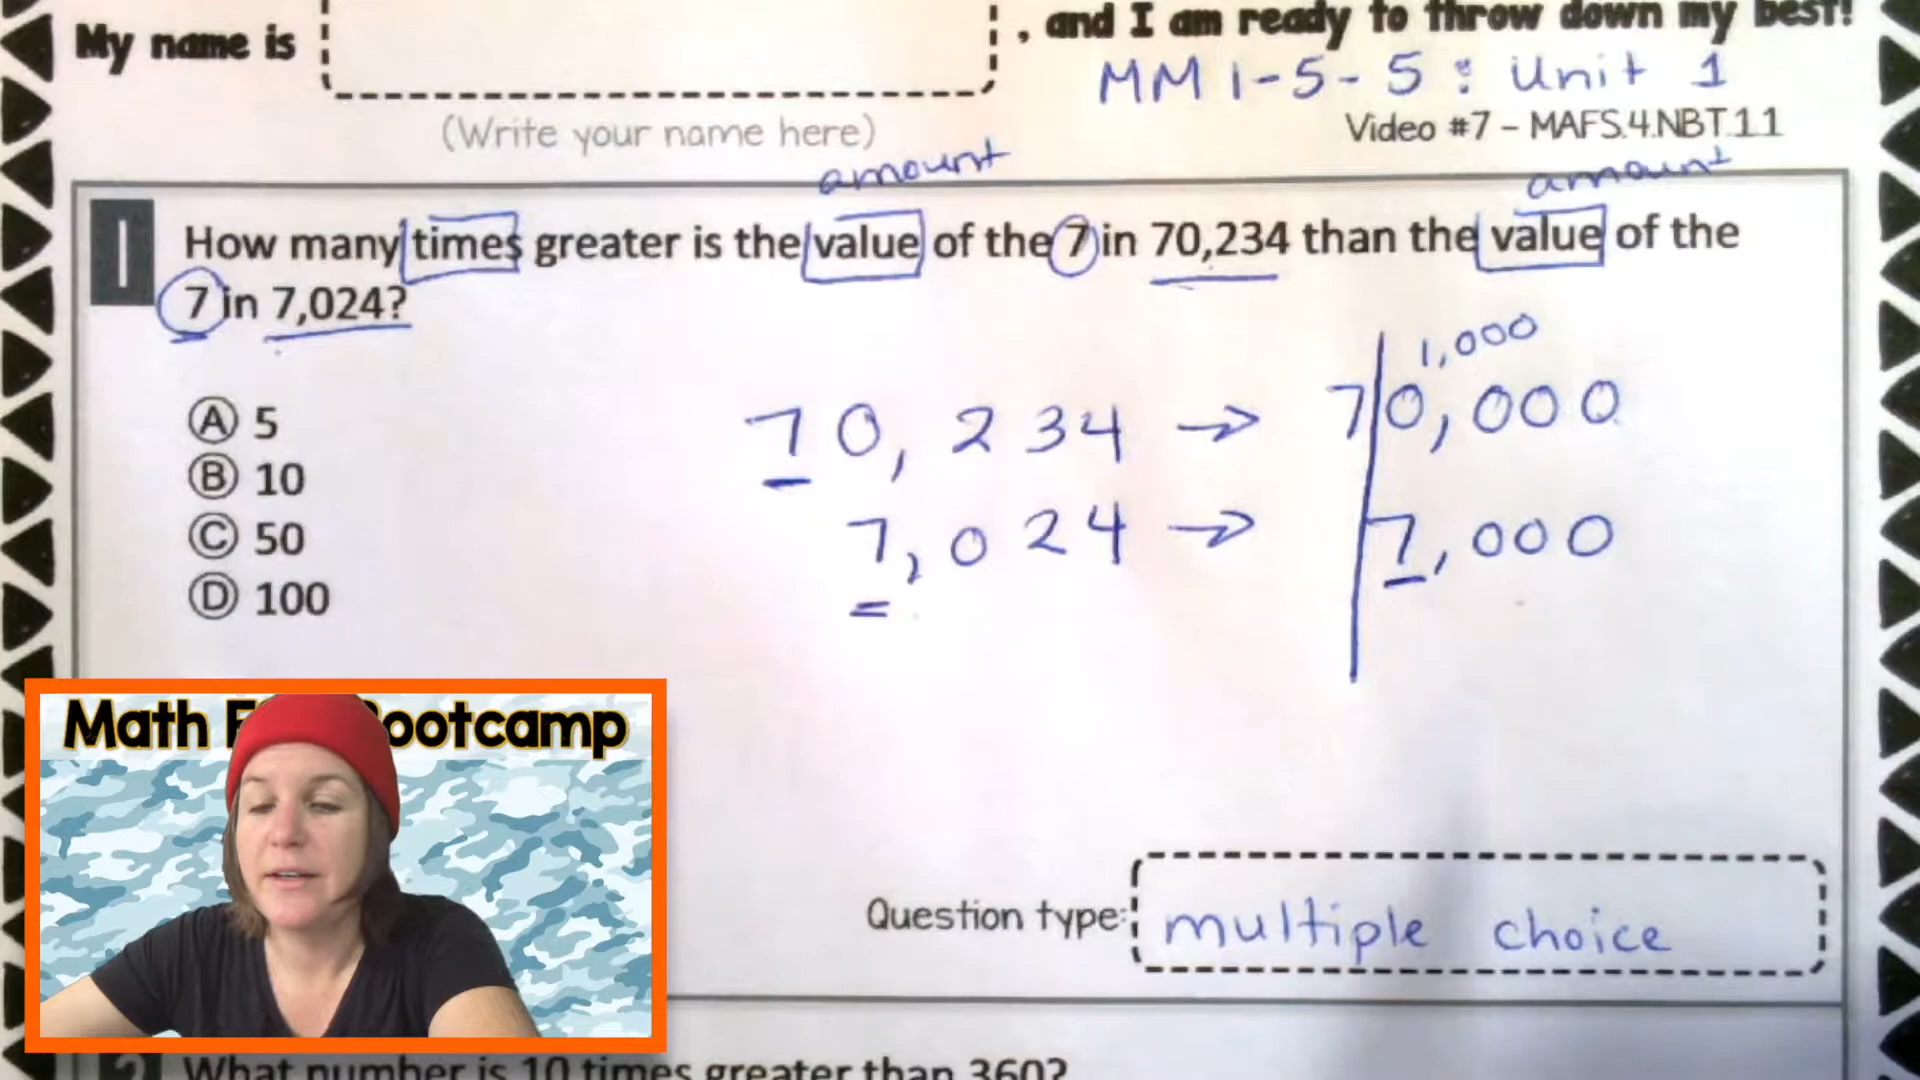 My name is , and I am ready to throw down my best!
MM 1-5-5: Unit 1
(Write your name here)
Video #7 – MAFS.4.NBT.1.1
amount amount
1 How many times greater is the value of the 7 in 70,234 than the value of the
7 in 7,024?
1,000
A 5
70,234 → 70,000
B 10
C 50
7,024 → 7,000
D 100
Math Bootcamp
Question type: multiple choice
2 What number is 10 times greater than 360?